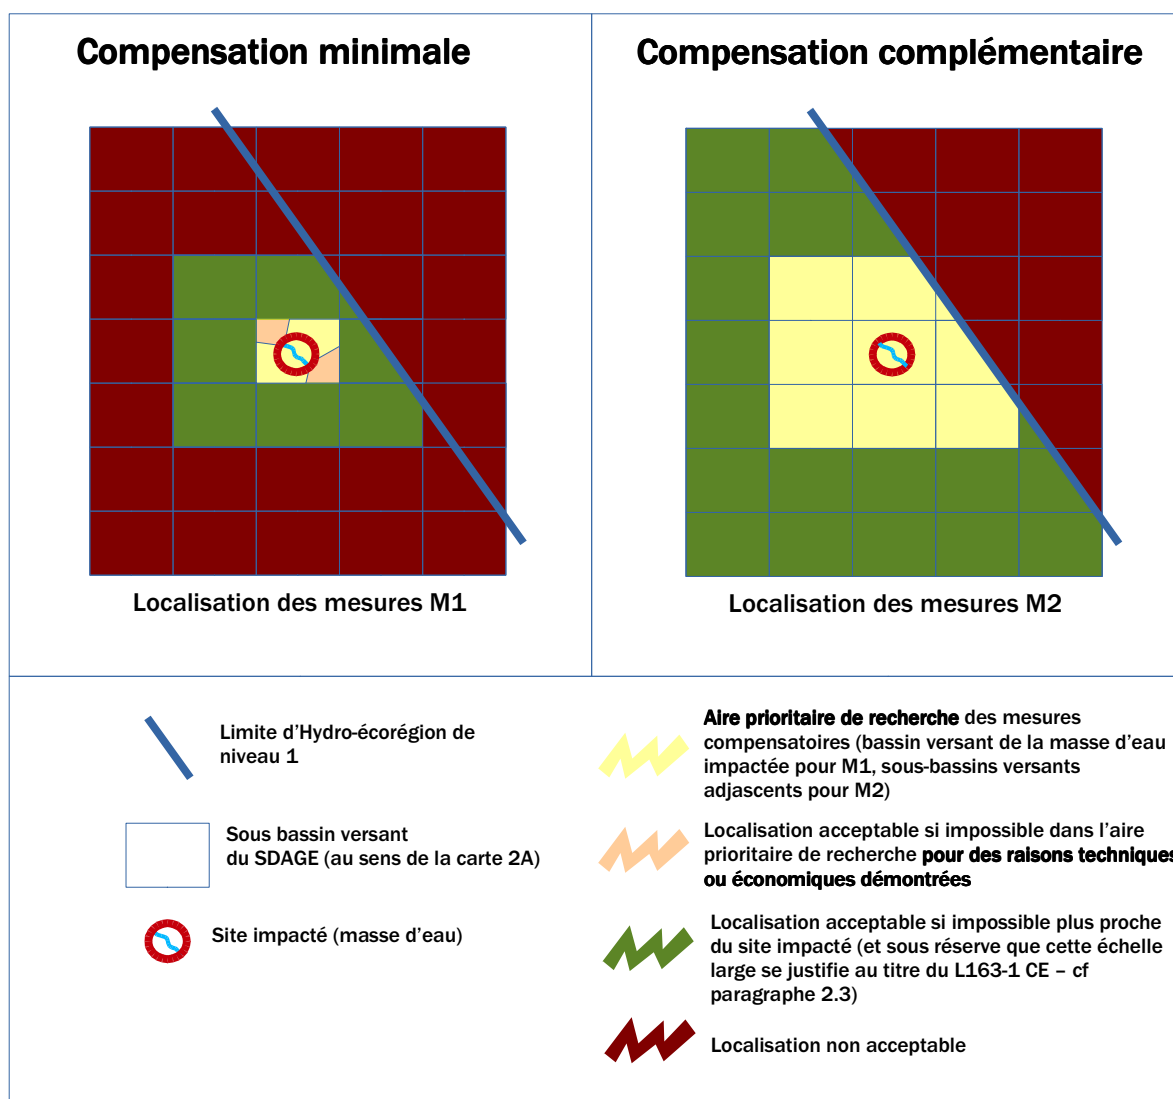 Compensation minimale
Compensation complémentaire
Localisation des mesures M1
Localisation des mesures M2
Limite d'Hydro-écorégion de
niveau 1
Sous bassin versant
du SDAGE (au sens de la carte 2A)
Site impacté (masse d'eau)
Aire prioritaire de recherche des mesures
compensatoires (bassin versant de la masse d'eau
impactée pour M1, sous-bassins versants
adjascents pour M2)
Localisation acceptable si impossible dans l'aire
prioritaire de recherche pour des raisons techniques
ou économiques démontrées
Localisation acceptable si impossible plus proche
du site impacté (et sous réserve que cette échelle
large se justifie au titre du L163-1 CE – cf
paragraphe 2.3)
Localisation non acceptable